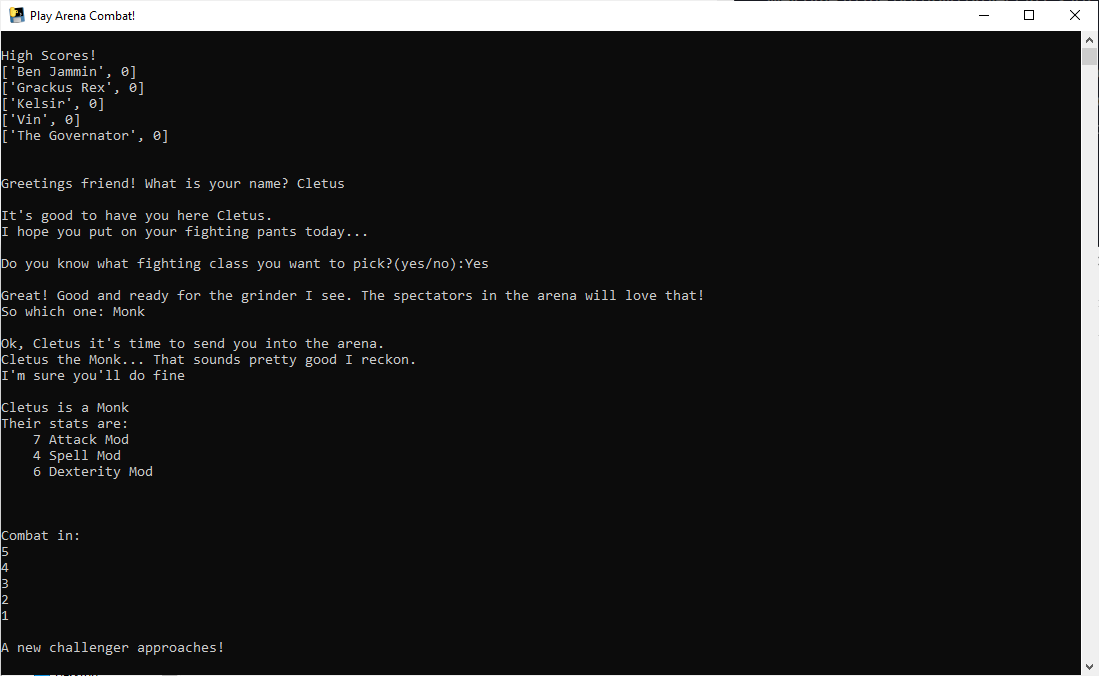 Play Arena Combat!
High Scores!
['Ben Jammin', 0]
['Grackus Rex', 0]
['Kelsir', 0]
['Vin', 0]
['The Governator', 0]
Greetings friend! What is your name? Cletus
It's good to have you here Cletus.
I hope you put on your fighting pants today...
Do you know what fighting class you want to pick?(yes/no):Yes
Great! Good and ready for the grinder I see. The spectators in the arena will love that!
So which one: Monk
Ok, Cletus it's time to send you into the arena.
Cletus the Monk... That sounds pretty good I reckon.
I'm sure you'll do fine
Cletus is a Monk
Their stats are:
    7 Attack Mod
    4 Spell Mod
    6 Dexterity Mod
Combat in:
5
4
3
2
1
A new challenger approaches!